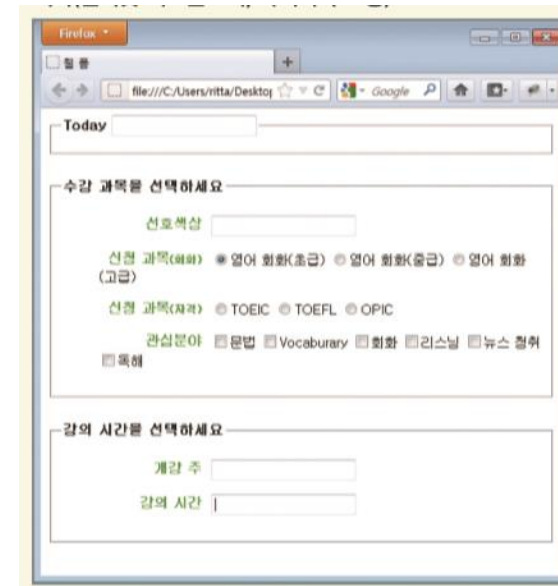 Firefox
웹 폼
file:///C:/Users/ritta/Desktop
Google
Today
수강 과목을 선택하세요
선호색상
신청 과목(회화) 영어 회화(초급) 영어 회화(중급) 영어 회화
(고급)
신청 과목(자격) TOEIC TOEFL OPIC
관심분야 문법 Vocaburary 회화 리스닝 뉴스 청취
독해
강의 시간을 선택하세요
개강 주
강의 시간